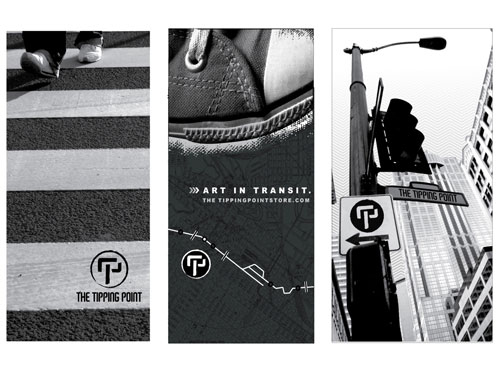 THE TIPPING POINT
>>> ART IN TRANSIT.
THE TIPPINGPOINTSTORE.COM
THE TIPPING POINT